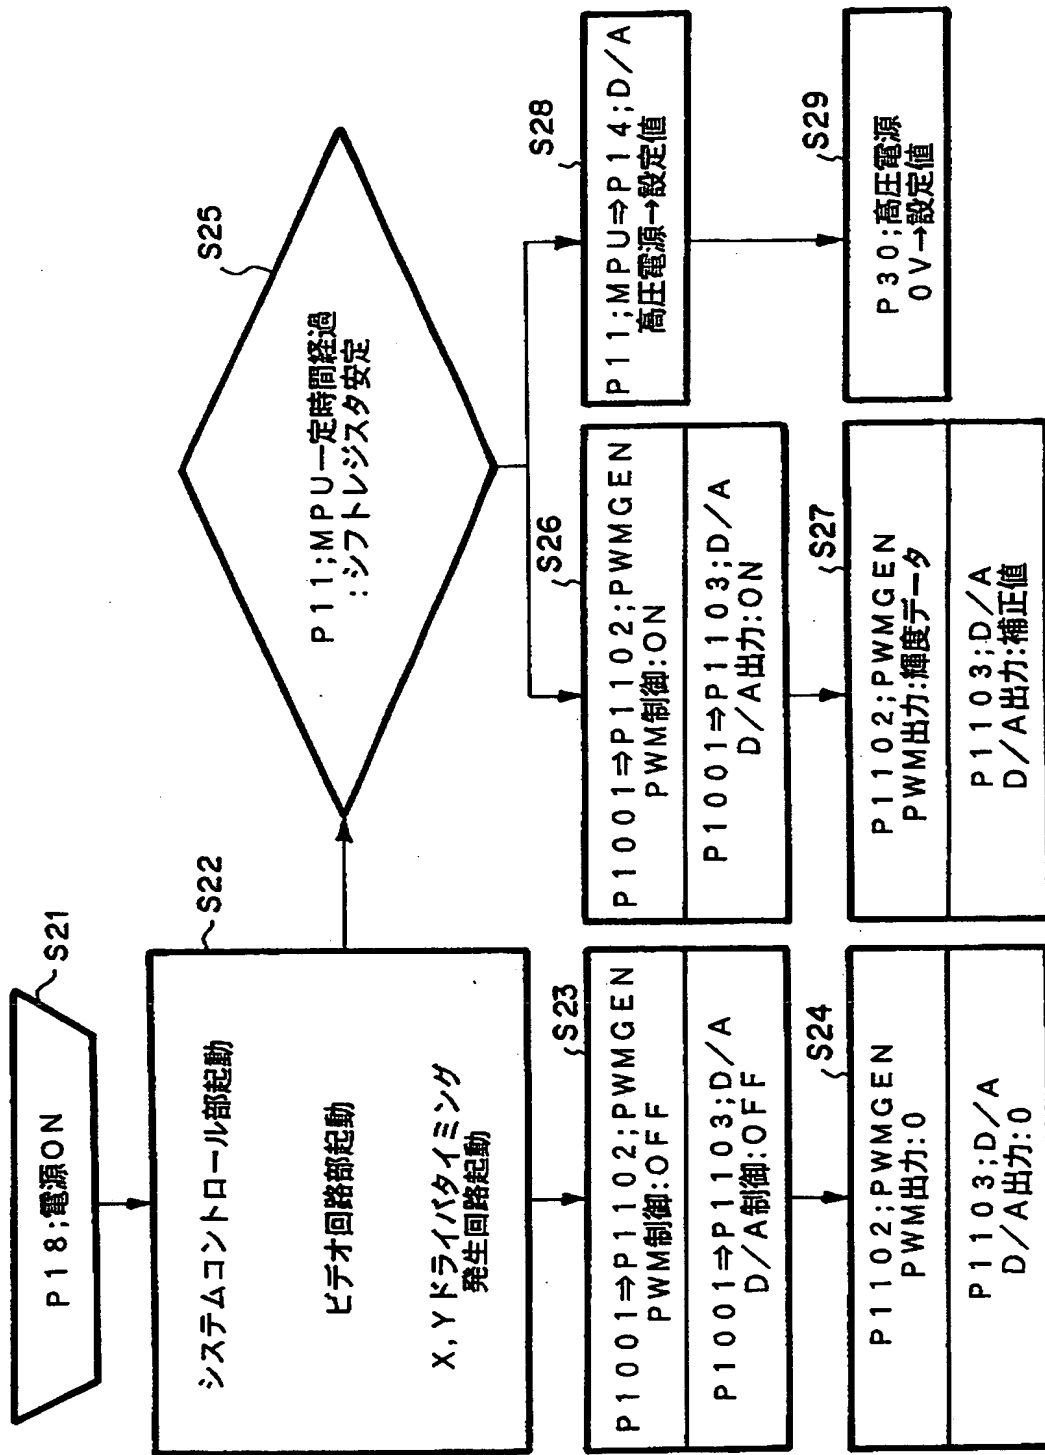 P18;電源ON
S21
システムコントロール部起動
ビデオ回路部起動
X,Yドライバタイミング
発生回路起動
S22
P11;MPU一定時間経過
:シフトレジスタ安定
S25
P1001⇒P1102;PWMGEN
PWM制御:OFF
P1001⇒P1103;D/A
D/A制御:OFF
S23
P1102;PWMGEN
PWM出力:0
P1103;D/A
D/A出力:0
S24
P1001⇒P1102;PWMGEN
PWM制御:ON
P1001⇒P1103;D/A
D/A出力:ON
S26
P1102;PWMGEN
PWM出力:輝度データ
P1103;D/A
D/A出力:補正値
S27
P11;MPU⇒P14;D/A
高圧電源→設定値
S28
P30;高圧電源
0V→設定値
S29